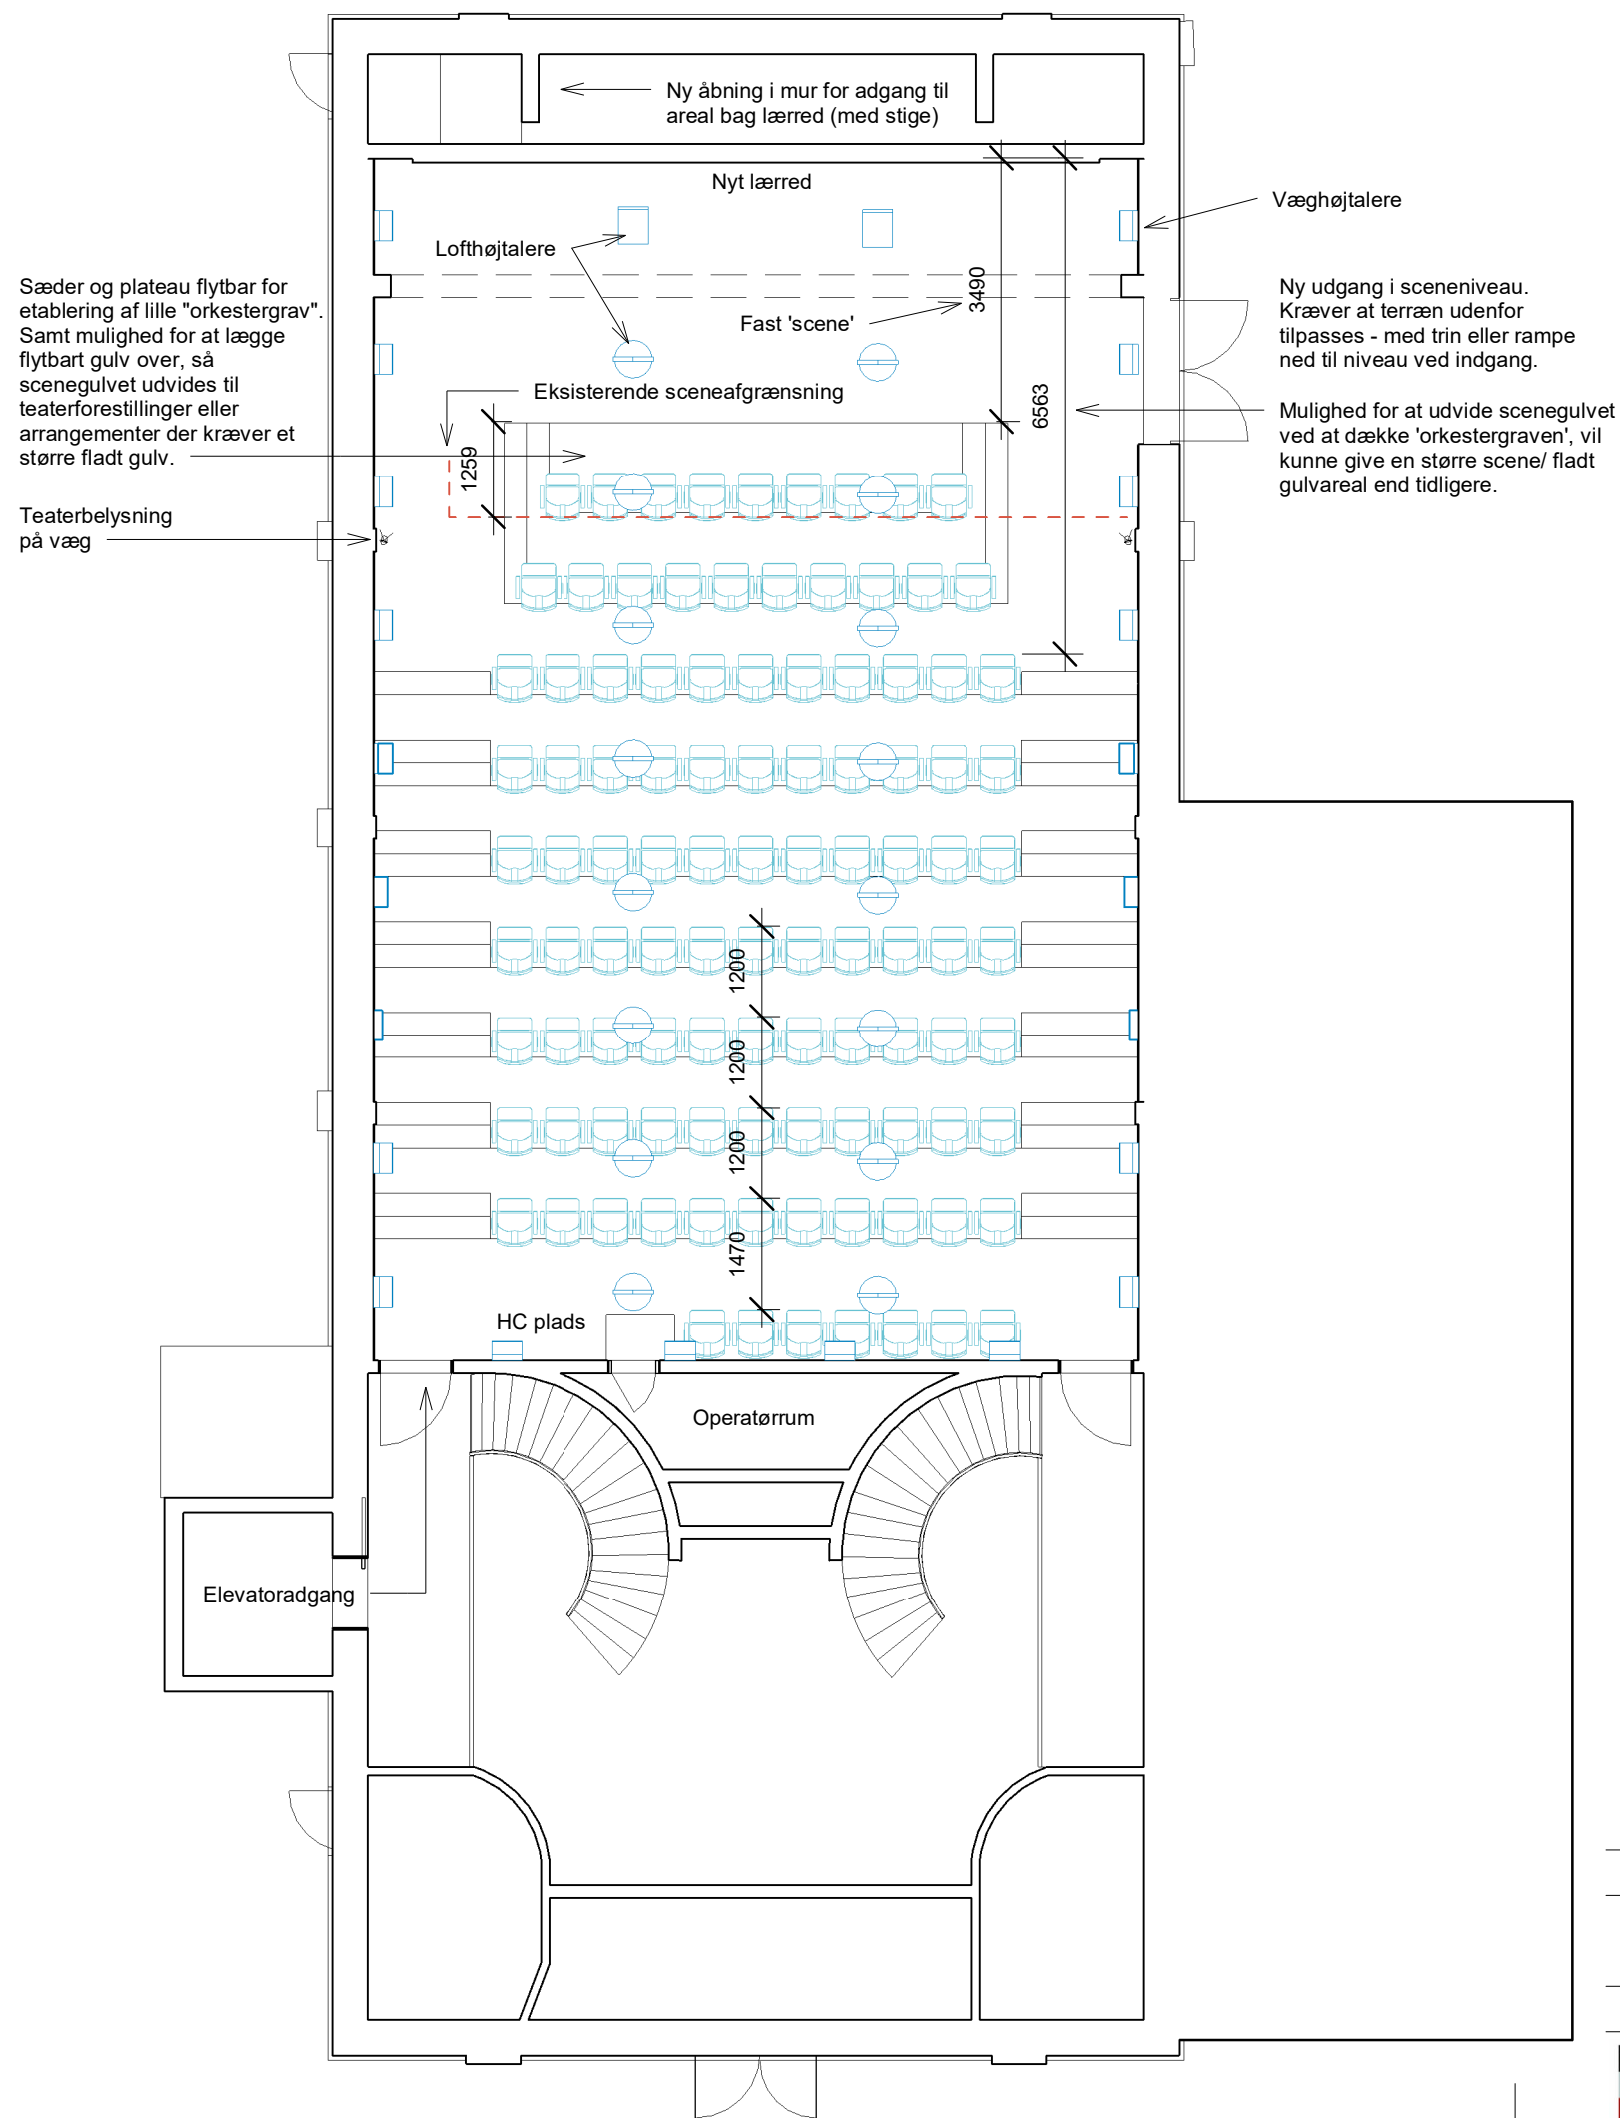 Ny åbning i mur for adgang til
areal bag lærred (med stige)
Nyt lærred
Væghøjtalere
Lofthøjtalere
Fast 'scene'
3490
6563
Sæder og plateau flytbar for
etablering af lille "orkestergrav".
Samt mulighed for at lægge
flytbart gulv over, så
scenegulvet udvides til
teaterforestillinger eller
arrangementer der kræver et
større fladt gulv.
Ny udgang i sceneniveau.
Kræver at terræn udenfor
tilpasses - med trin eller rampe
ned til niveau ved indgang.
Eksisterende sceneafgrænsning
Mulighed for at udvide scenegulvet
ved at dække 'orkestergraven', vil
kunne give en større scene/ fladt
gulvareal end tidligere.
1259
Teaterbelysning
på væg
1200
1200
1200
1470
HC plads
Operatørrum
Elevatoradgang